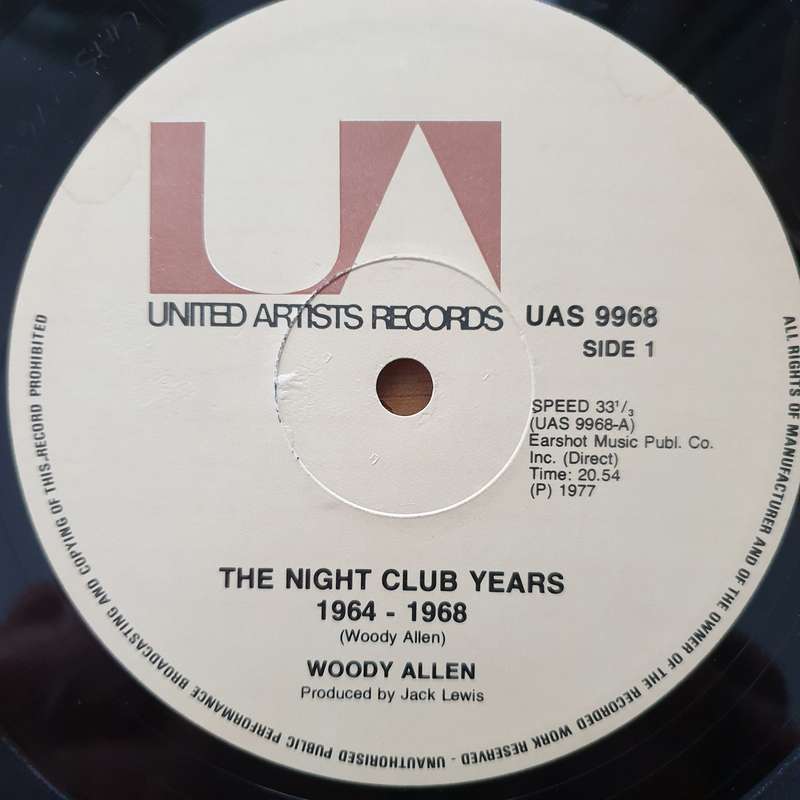 UA
UNITED ARTISTS RECORDS
UAS 9968
SIDE 1
SPEED 33¹/₃
(UAS 9968-A)
Earshot Music Publ. Co.
Inc. (Direct)
Time: 20.54
(P) 1977
THE NIGHT CLUB YEARS
1964 - 1968
(Woody Allen)
WOODY ALLEN
Produced by Jack Lewis
ALL RIGHTS OF MANUFACTURER AND OF THE OWNER OF THE RECORDED WORK RESERVED - UNAUTHORISED PUBLIC PERFORMANCE BROADCASTING AND COPYING OF THIS RECORD PROHIBITED